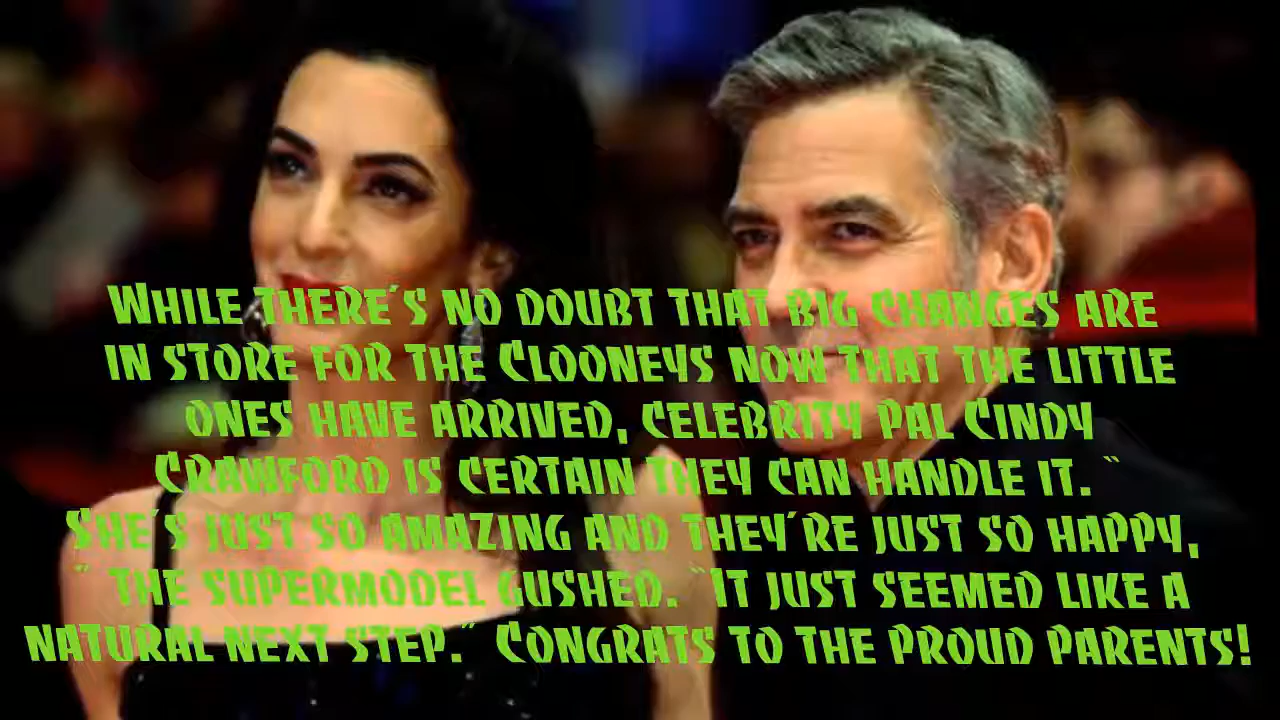 While there's no doubt that big changes are
in store for the Clooneys now that the little
ones have arrived, celebrity pal Cindy
Crawford is certain they can handle it. "
She's just so amazing and they're just so happy,
" the supermodel gushed. "It just seemed like a
natural next step." Congrats to the proud parents!